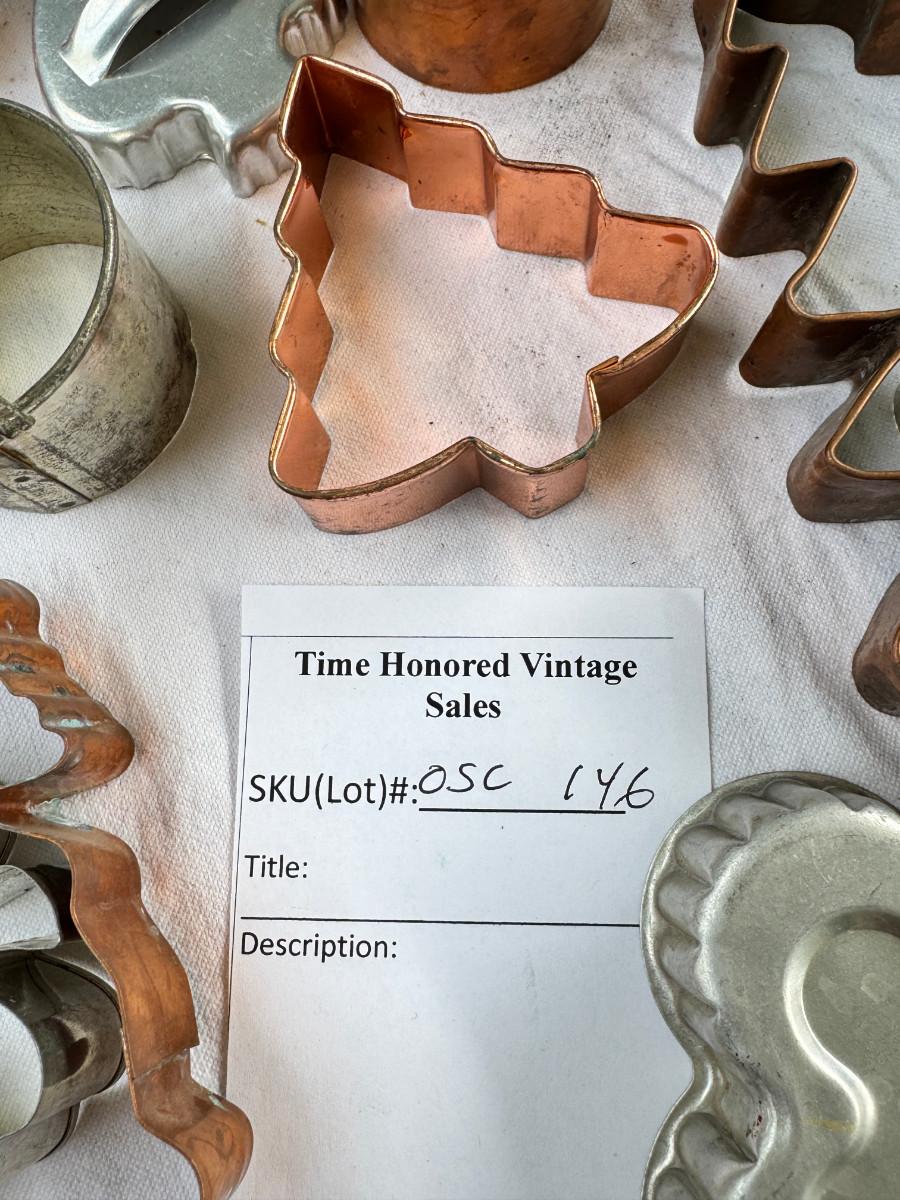 Time Honored Vintage
Sales
SKU(Lot)#: OSC 146
Title:
Description: